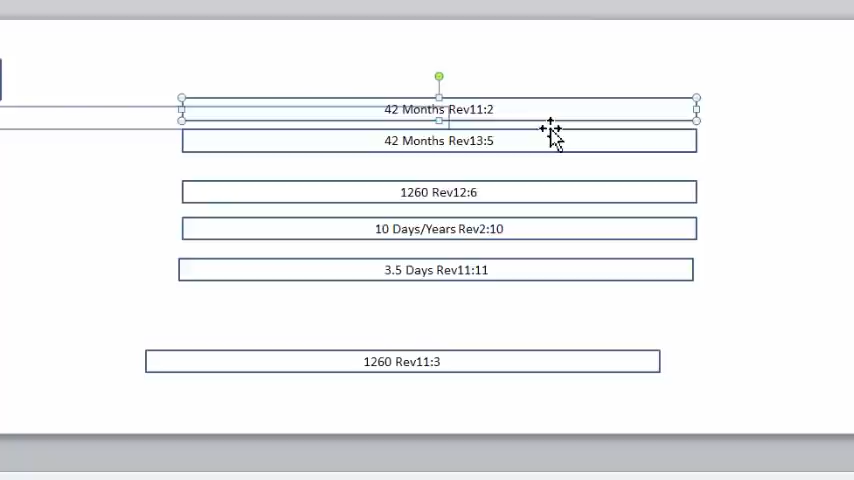 42 Months Rev11:2
42 Months Rev13:5
1260 Rev12:6
10 Days/Years Rev2:10
3.5 Days Rev11:11
1260 Rev11:3